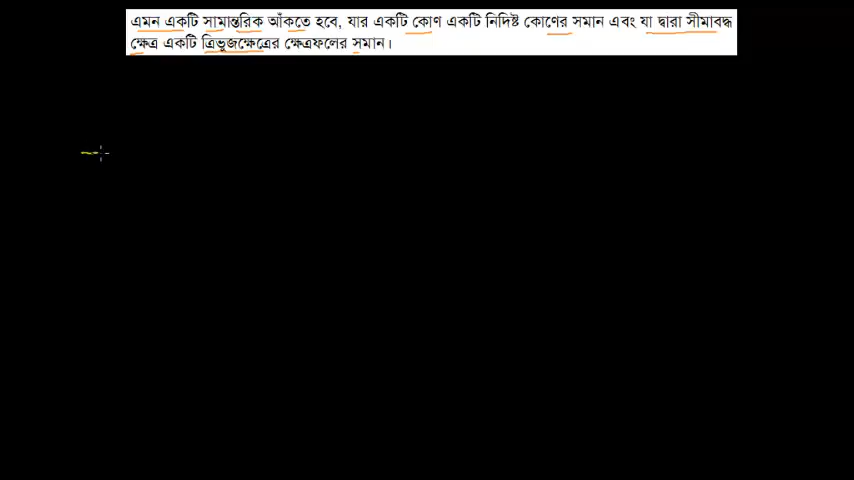 এমন একটি সামান্তরিক আঁকতে হবে, যার একটি কোণ একটি নিদিষ্ট কোণের সমান এবং যা দ্বারা সীমাবদ্ধ
ক্ষেত্র একটি ত্রিভুজক্ষেত্রের ক্ষেত্রফলের সমান।